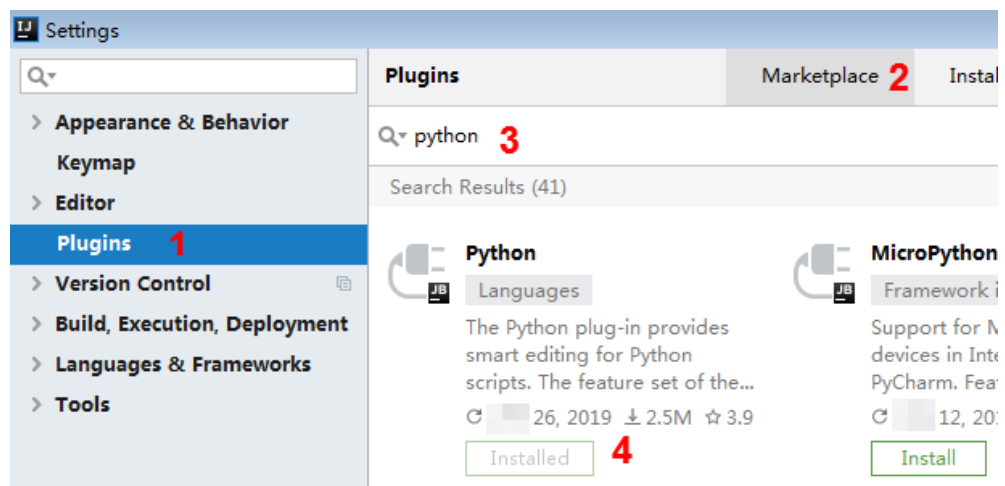 IJ Settings
Plugins Marketplace 2 Instal
Appearance & Behavior
Keymap
Editor
Plugins 1
Version Control
Build, Execution, Deployment
Languages & Frameworks
Tools
python 3
Search Results (41)
Python
JB
Languages
The Python plug-in provides
smart editing for Python
scripts. The feature set of the...
26, 2019 2.5M 3.9
Installed 4
MicroPython
JB
Framework i
Support for M
devices in Inte
PyCharm. Feat
12, 201
Install